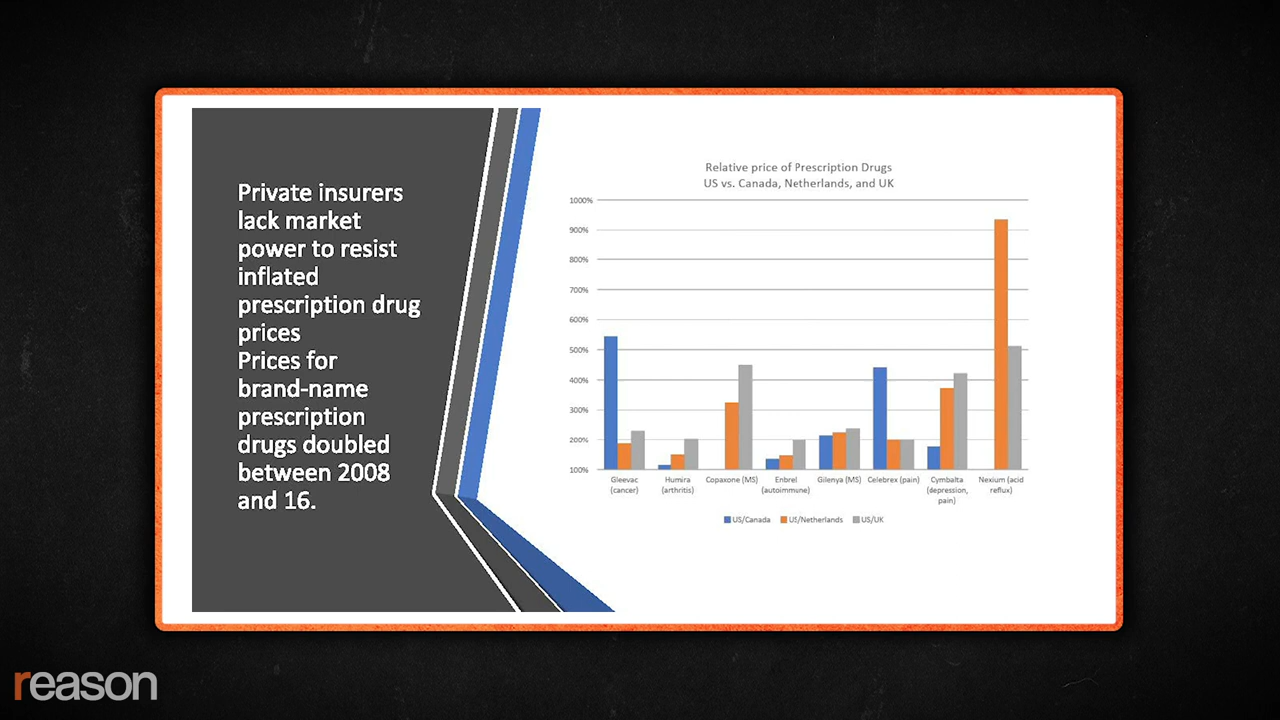 Private insurers
lack market
power to resist
inflated
prescription drug
prices
Prices for
brand-name
prescription
drugs doubled
between 2008
and 16.
Relative price of Prescription Drugs
US vs. Canada, Netherlands, and UK
1000%
900%
800%
700%
600%
500%
400%
300%
200%
100%
Gleevac (cancer)
Humira (arthritis)
Copaxone (MS)
Enbrel (autoimmune)
Gilenya (MS)
Celebrex (pain)
Cymbalta (depression, pain)
Nexium (acid reflux)
US/Canada US/Netherlands US/UK
reason